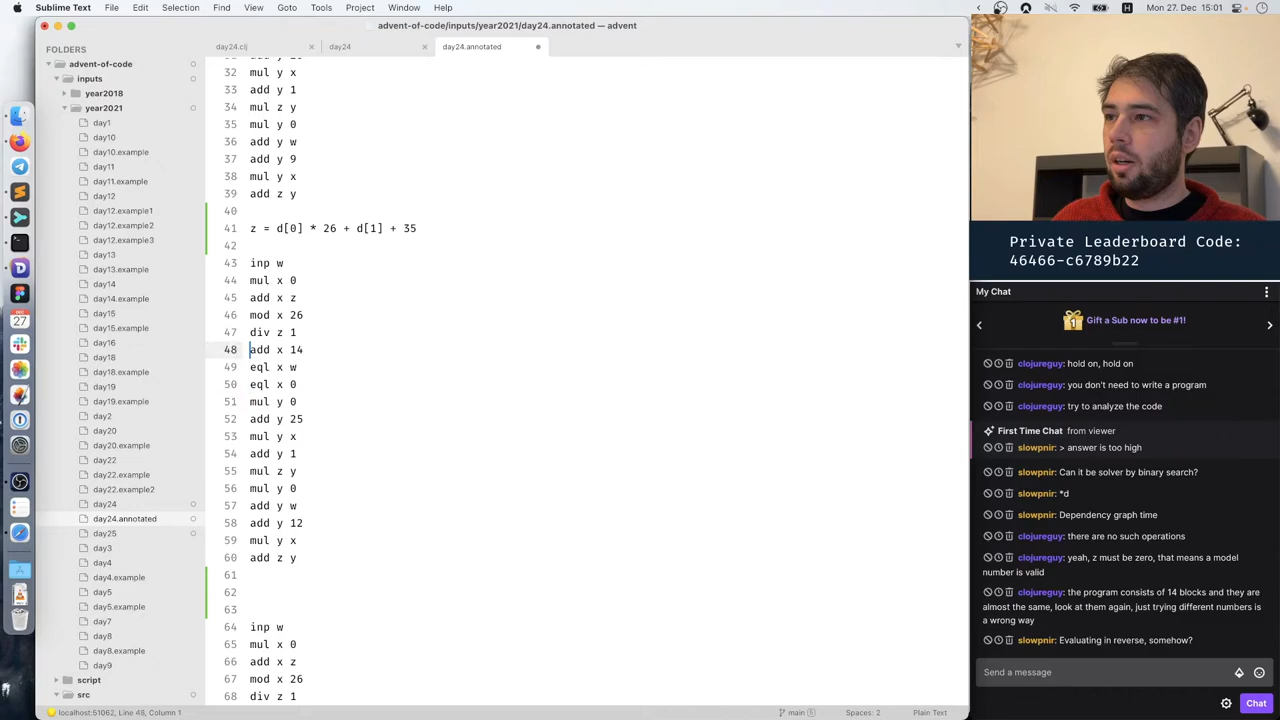 Sublime Text File Edit Selection Find View Goto Tools Project Window Help
Mon 27. Dec 15:01
advent-of-code/inputs/year2021/day24.annotated — advent
FOLDERS
advent-of-code
inputs
year2018
year2021
day1
day10
day10.example
day11
day11.example
day12
day12.example1
day12.example2
day12.example3
day13
day13.example
day14
day14.example
day15
day15.example
day16
day18
day18.example
day19
day19.example
day2
day20
day20.example
day22
day22.example
day22.example2
day24
day24.annotated
day25
day3
day4
day4.example
day5
day5.example
day7
day8
day8.example
day9
script
src
day24.clj
day24
day24.annotated
32 mul y x
33 add y 1
34 mul z y
35 mul y 0
36 add y w
37 add y 9
38 mul y x
39 add z y
40
41 z = d[0] * 26 + d[1] + 35
42
43 inp w
44 mul x 0
45 add x z
46 mod x 26
47 div z 1
48 add x 14
49 eql x w
50 eql x 0
51 mul y 0
52 add y 25
53 mul y x
54 add y 1
55 mul z y
56 mul y 0
57 add y w
58 add y 12
59 mul y x
60 add z y
61
62
63
64 inp w
65 mul x 0
66 add x z
67 mod x 26
68 div z 1
localhost:51062, Line 48, Column 1
main 5
Spaces: 2
Plain Text
Private Leaderboard Code:
46466-c6789b22
My Chat
1 Gift a Sub now to be #1!
clojureguy: hold on, hold on
clojureguy: you don't need to write a program
clojureguy: try to analyze the code
First Time Chat from viewer
slowpnir: > answer is too high
slowpnir: Can it be solver by binary search?
slowpnir: *d
slowpnir: Dependency graph time
clojureguy: there are no such operations
clojureguy: yeah, z must be zero, that means a model
number is valid
clojureguy: the program consists of 14 blocks and they are
almost the same, look at them again, just trying different numbers is
a wrong way
slowpnir: Evaluating in reverse, somehow?
Send a message
Chat
DEC
27